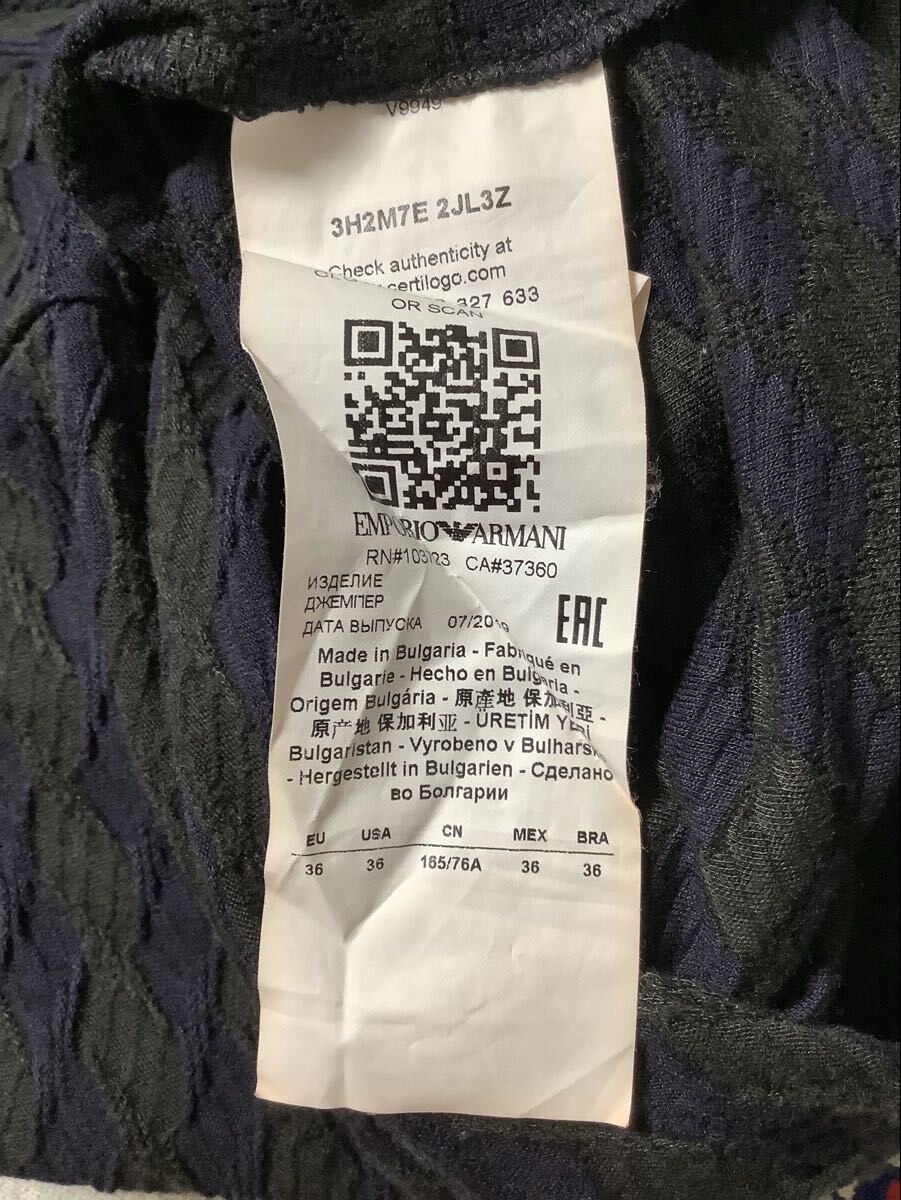 V9949
3H2M7E 2JL3Z
Check authenticity at
certilogo.com
327 633
OR SCAN
EMPORIO ARMANI
CA#37360
ИЗДЕЛИЕ
ДЖЕМПЕР
ДАТА ВЫПУСКА 07/2019
EAC
Made in Bulgaria - Fabriqué en
Bulgarie - Hecho en Bulgaria -
Origem Bulgária - 原產地 保加利亞 -
原产地 保加利亚 - ÜRETİM YERİ
Bulgaristan - Vyrobeno v Bulharsku
- Hergestellt in Bulgarien - Сделано
во Болгарии
EU USA CN MEX BRA
36 36 165/76A 36 36